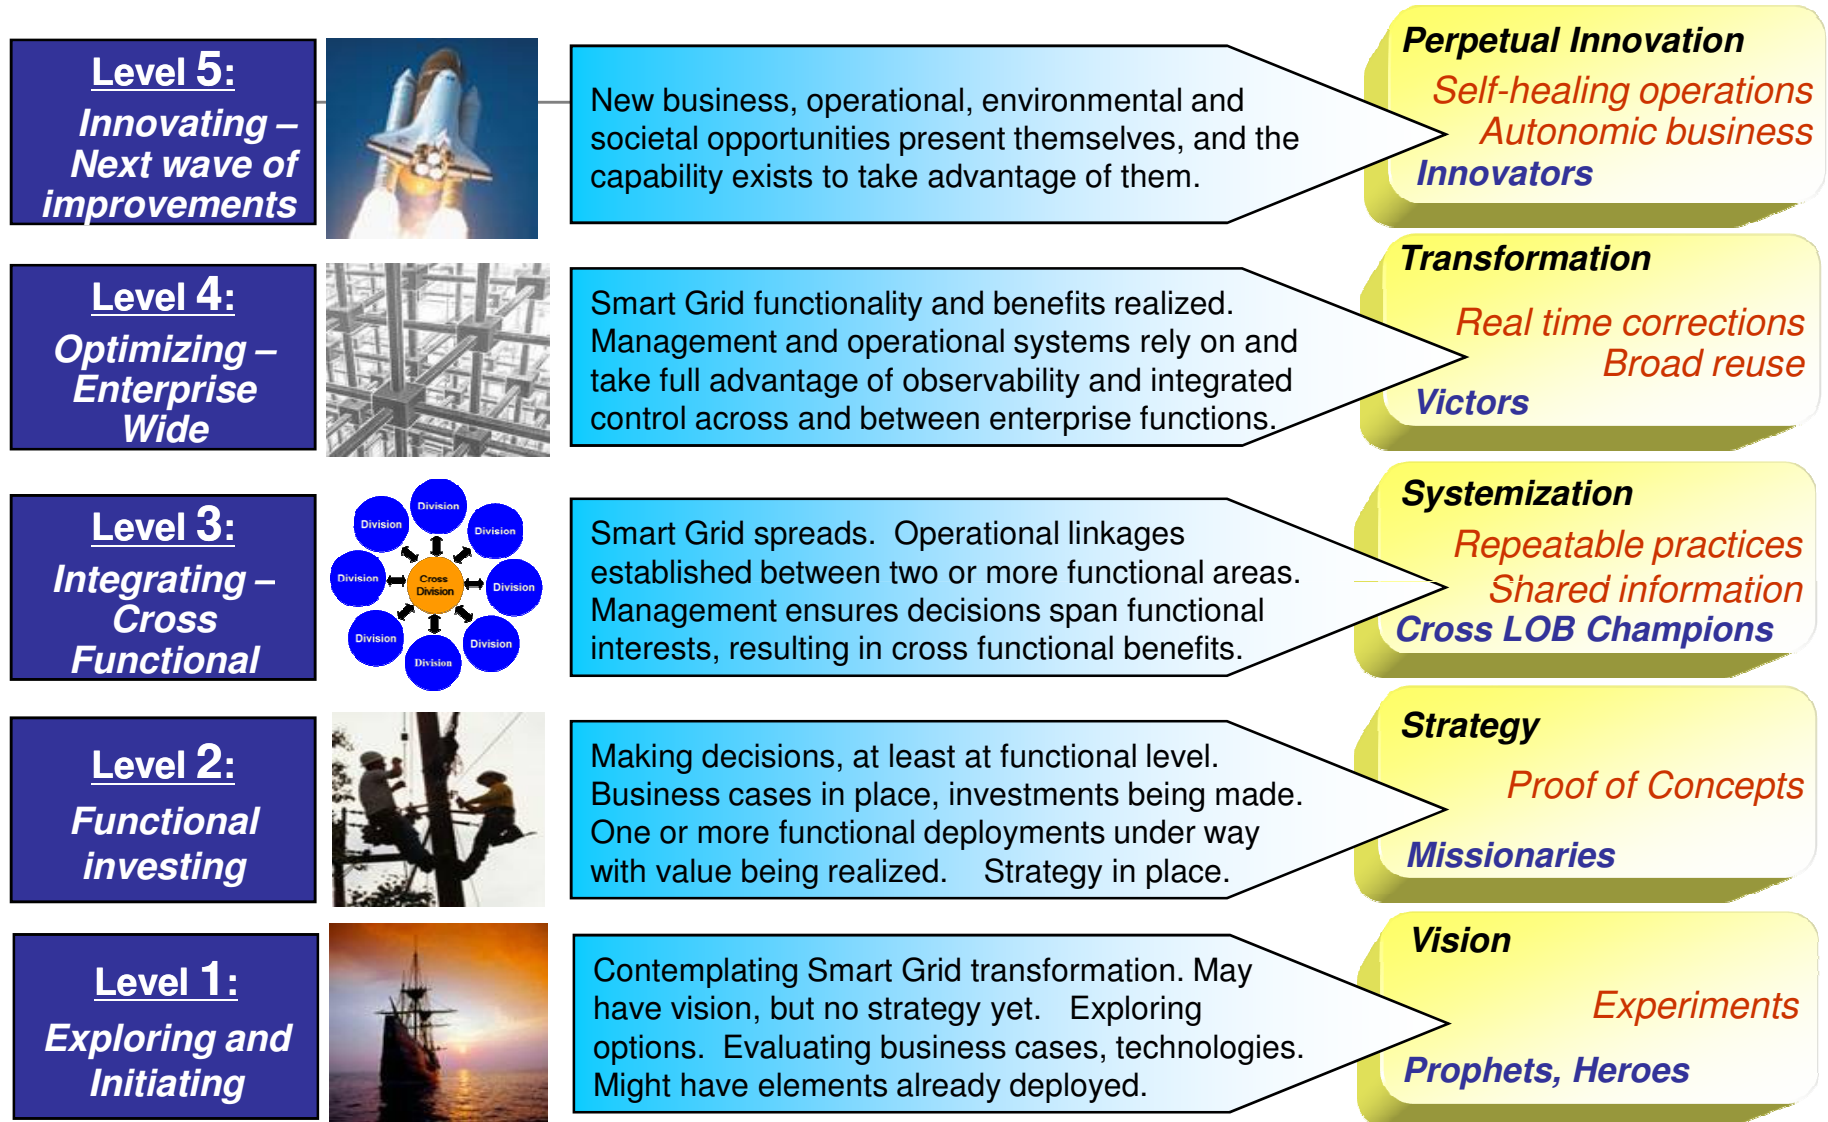 Level 5:
Innovating –
Next wave of
improvements
New business, operational, environmental and
societal opportunities present themselves, and the
capability exists to take advantage of them.
Perpetual Innovation
Self-healing operations
Autonomic business
Innovators
Level 4:
Optimizing –
Enterprise
Wide
Smart Grid functionality and benefits realized.
Management and operational systems rely on and
take full advantage of observability and integrated
control across and between enterprise functions.
Transformation
Real time corrections
Broad reuse
Victors
Level 3:
Integrating –
Cross
Functional
Division
Division
Division
Division
Cross
Division
Division
Division
Division
Division
Smart Grid spreads.  Operational linkages
established between two or more functional areas.
Management ensures decisions span functional
interests, resulting in cross functional benefits.
Systemization
Repeatable practices
Shared information
Cross LOB Champions
Level 2:
Functional
investing
Making decisions, at least at functional level.
Business cases in place, investments being made.
One or more functional deployments under way
with value being realized.    Strategy in place.
Strategy
Proof of Concepts
Missionaries
Level 1:
Exploring and
Initiating
Contemplating Smart Grid transformation. May
have vision, but no strategy yet.   Exploring
options.  Evaluating business cases, technologies.
Might have elements already deployed.
Vision
Experiments
Prophets, Heroes